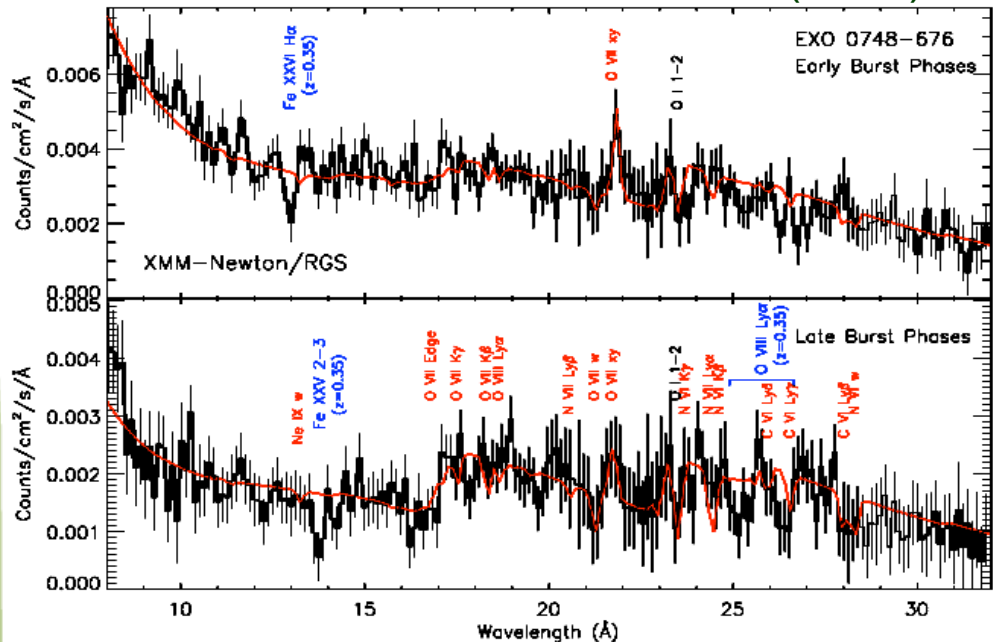 EXO 0748-676
Early Burst Phases
Fe XXVI Hα
(z=0.35)
O VII xy
O I 1-2
XMM-Newton/RGS
Counts/cm²/s/Å
0.006
0.004
0.002
0.000
Late Burst Phases
Ne IX w
Fe XXV 2-3
(z=0.35)
O VII Edge
O VII Kγ
O VII Kβ
O VIII Lyα
N VII Lyβ
O VII w
O VII xy
O I 1-2
N VI Kγ
N VII Lyα
N VI Kβ
O VIII Lyα
(z=0.35)
C VI Lyγ
C VI Lyβ
N VI w
Counts/cm²/s/Å
0.005
0.004
0.003
0.002
0.001
0.000
10
15
20
25
30
Wavelength (Å)